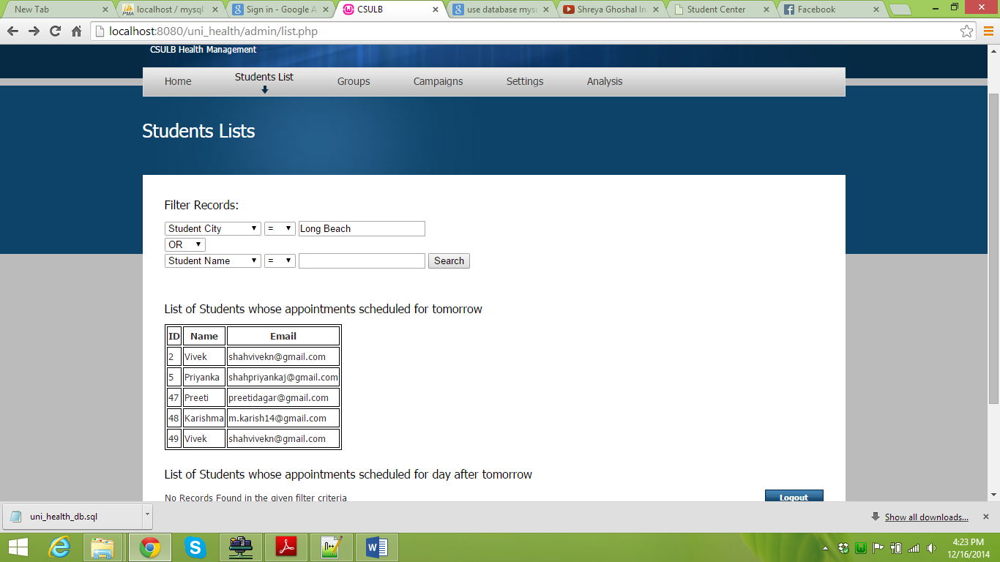 New Tab
localhost / mysql
Sign in - Google A
CSULB
use database mysq
Shreya Ghoshal In
Student Center
Facebook
localhost:8080/uni_health/admin/list.php
CSULB Health Management
Home Students List Groups Campaigns Settings Analysis
Students Lists
Filter Records:
Student City = Long Beach
OR
Student Name = Search
List of Students whose appointments scheduled for tomorrow
ID Name Email
2 Vivek shahvivekn@gmail.com
5 Priyanka shahpriyankaj@gmail.com
47 Preeti preetidagar@gmail.com
48 Karishma m.karish14@gmail.com
49 Vivek shahvivekn@gmail.com
List of Students whose appointments scheduled for day after tomorrow
No Records Found in the given filter criteria
Logout
uni_health_db.sql
Show all downloads...
4:23 PM
12/16/2014